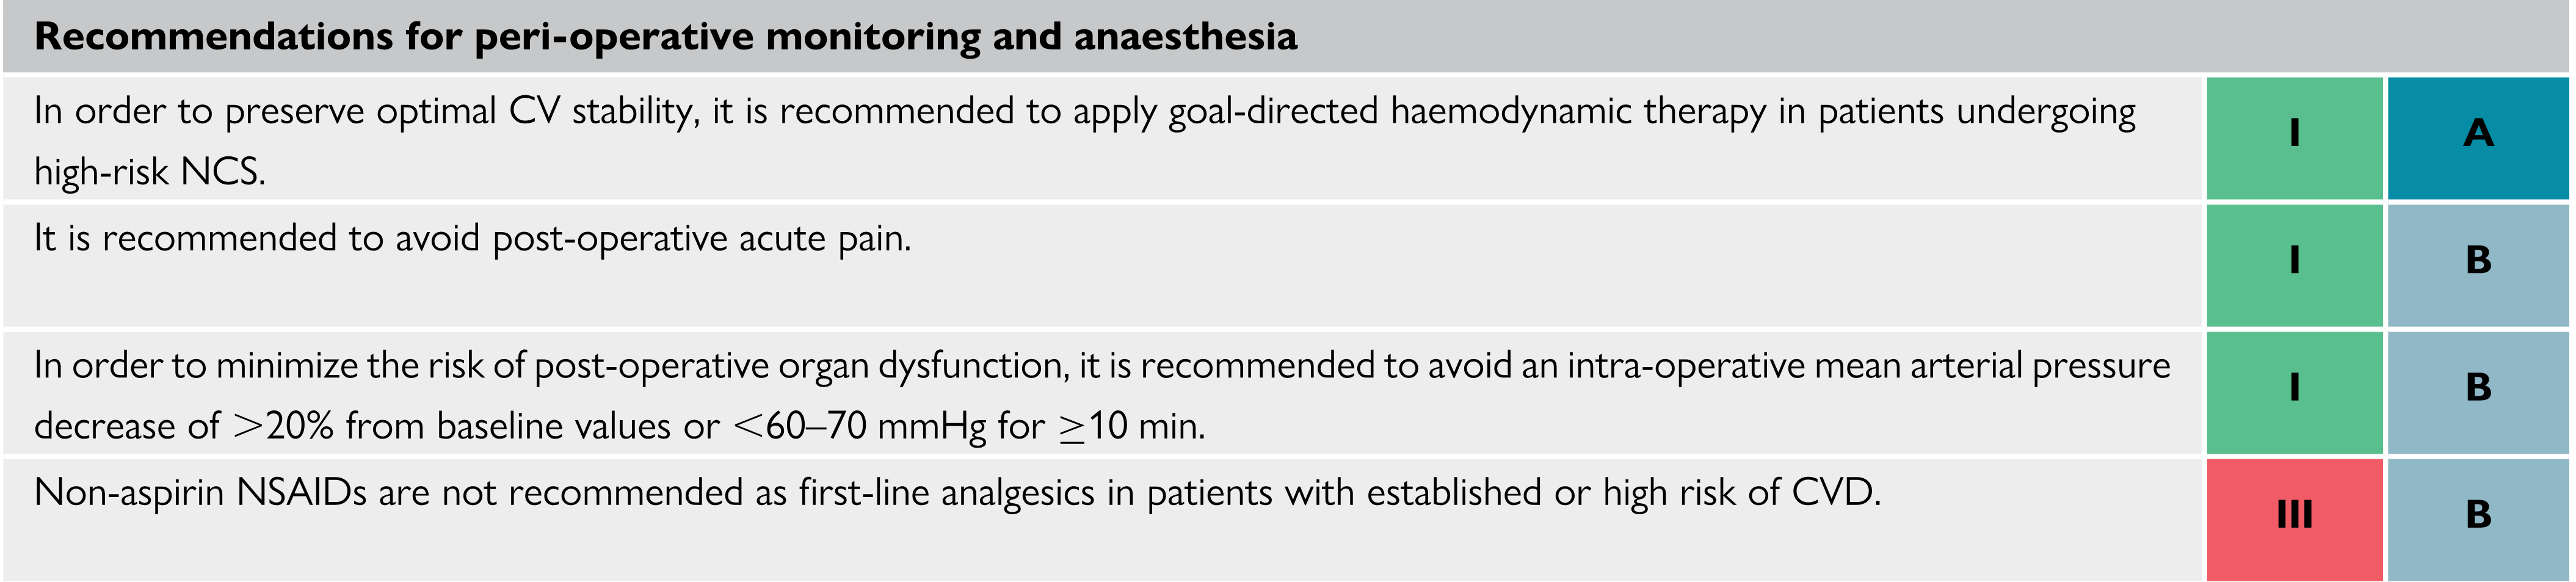 Recommendations for peri-operative monitoring and anaesthesia
In order to preserve optimal CV stability, it is recommended to apply goal-directed haemodynamic therapy in patients undergoing
high-risk NCS.
I
A
It is recommended to avoid post-operative acute pain.
I
B
In order to minimize the risk of post-operative organ dysfunction, it is recommended to avoid an intra-operative mean arterial pressure
decrease of >20% from baseline values or <60–70 mmHg for ≥10 min.
I
B
Non-aspirin NSAIDs are not recommended as first-line analgesics in patients with established or high risk of CVD.
III
B